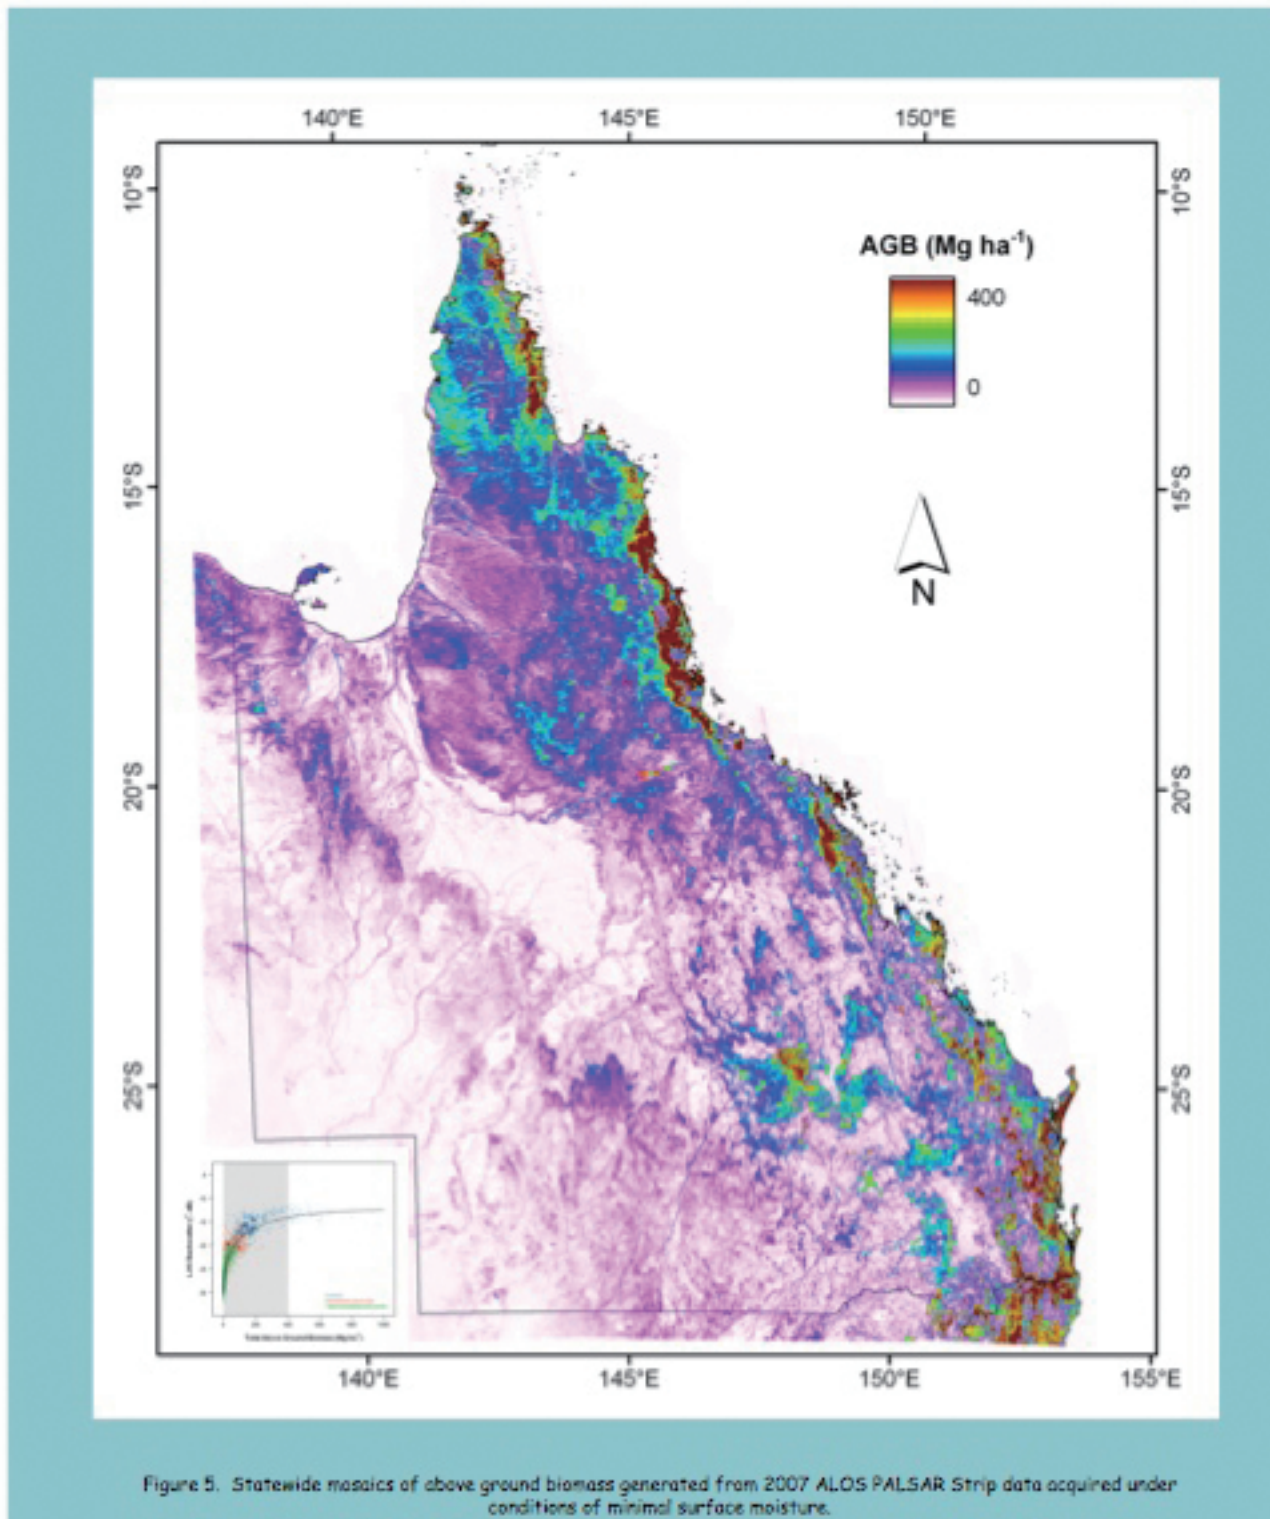 140°E 145°E 150°E
10°S 10°S
AGB (Mg ha-1)
400
0
15°S 15°S
N
20°S 20°S
25°S 25°S
140°E 145°E 150°E 155°E
Figure 5. Statewide mosaics of above ground biomass generated from 2007 ALOS PALSAR Strip data acquired under
conditions of minimal surface moisture.